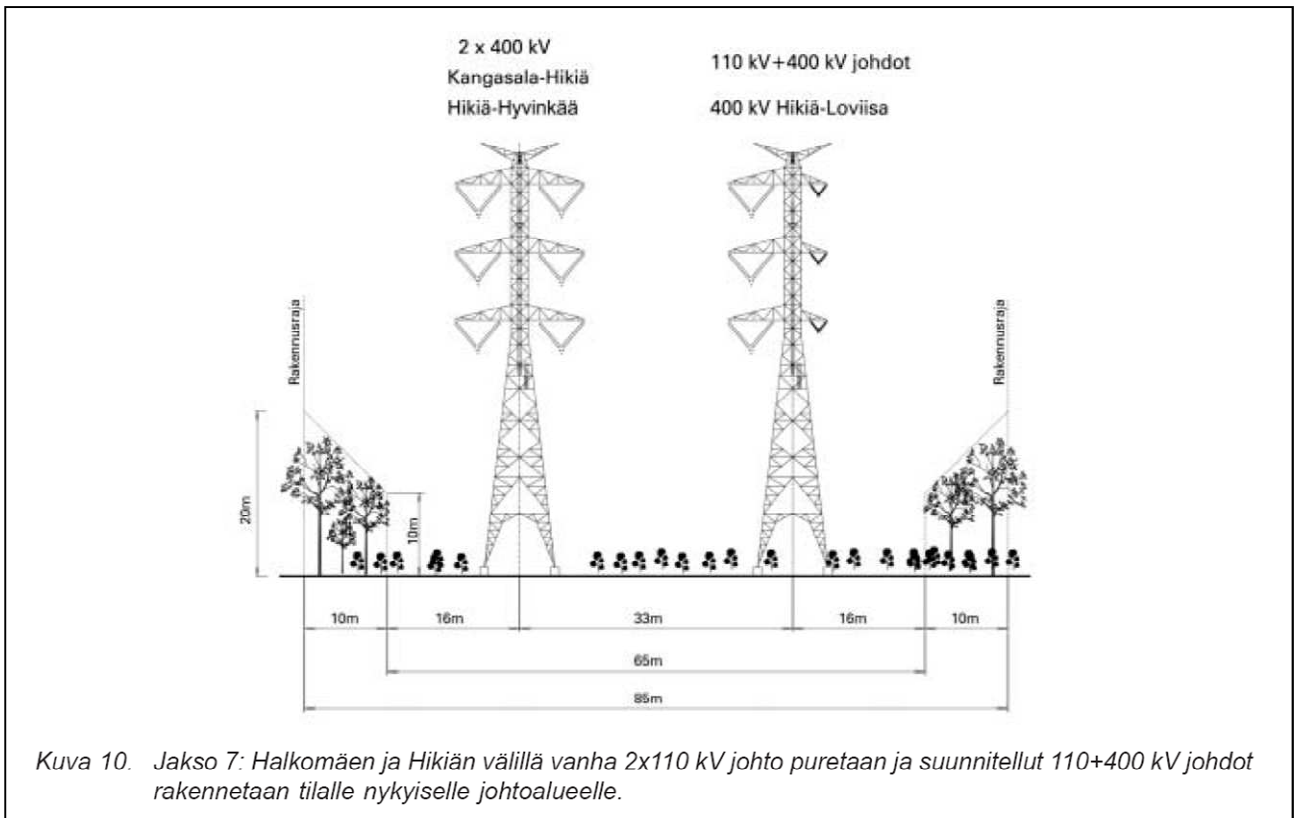 2 x 400 kV
Kangasala-Hikiä
Hikiä-Hyvinkää
110 kV+400 kV johdot
400 kV Hikiä-Loviisa
Rakennusraja
Rakennusraja
20m
10m
10m
16m
33m
16m
10m
65m
85m
Kuva 10. Jakso 7: Halkomäen ja Hikiän välillä vanha 2x110 kV johto puretaan ja suunnitellut 110+400 kV johdot
rakennetaan tilalle nykyiselle johtoalueelle.